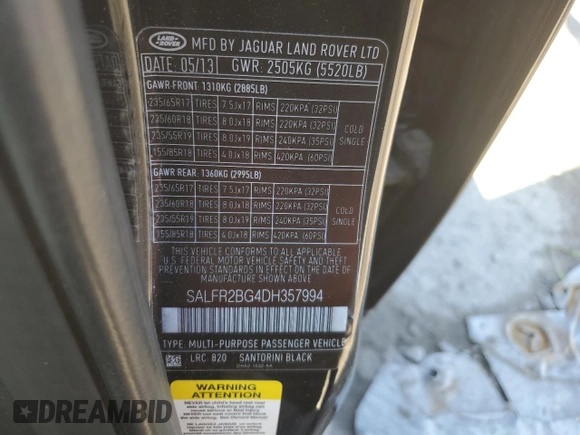 LAND ROVER
MFD BY JAGUAR LAND ROVER LTD
DATE: 05/13 GWR: 2505KG (5520LB)
GAWR-FRONT: 1310KG (2885LB)
235/65R17 TIRES 7.5Jx17 RIMS 220KPA (32PSI)
235/60R18 TIRES 8.0Jx18 RIMS 220KPA (32PSI)
235/55R19 TIRES 8.0Jx19 RIMS 240KPA (35PSI)
155/85R18 TIRES 4.0Jx18 RIMS 420KPA (60PSI)
COLD
SINGLE
GAWR REAR: 1360KG (2995LB)
235/65R17 TIRES 7.5Jx17 RIMS 220KPA (32PSI)
235/60R18 TIRES 8.0Jx18 RIMS 220KPA (32PSI)
235/55R19 TIRES 8.0Jx19 RIMS 240KPA (35PSI)
155/85R18 TIRES 4.0Jx18 RIMS 420KPA (60PSI)
COLD
SINGLE
THIS VEHICLE CONFORMS TO ALL APPLICABLE
U.S. FEDERAL MOTOR VEHICLE SAFETY AND THEFT
PREVENTION STANDARDS IN EFFECT ON THE DATE OF
MANUFACTURE SHOWN ABOVE.
SALFR2BG4DH357994
TYPE: MULTI-PURPOSE PASSENGER VEHICLE
LRC 820 SANTORINI BLACK
WARNING
ATTENTION
DREAMBID